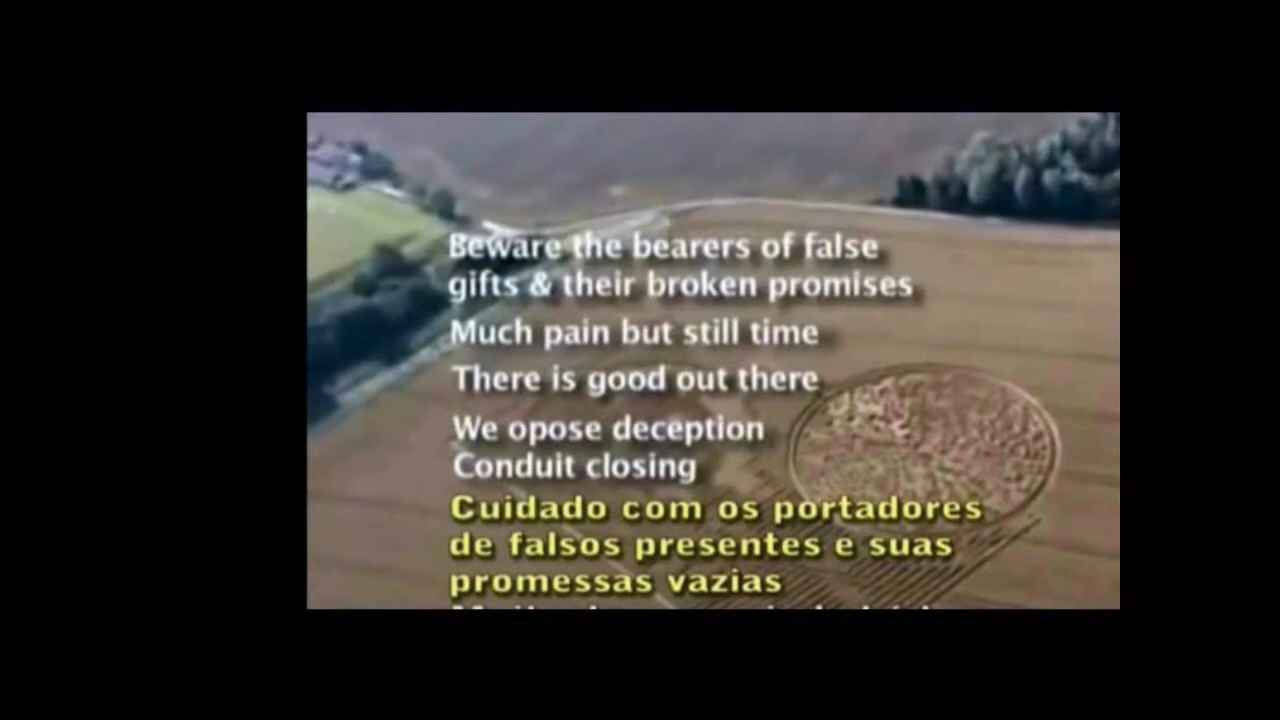 Beware the bearers of false
gifts & their broken promises
Much pain but still time
There is good out there
We opose deception
Conduit closing
Cuidado com os portadores
de falsos presentes e suas
promessas vazias